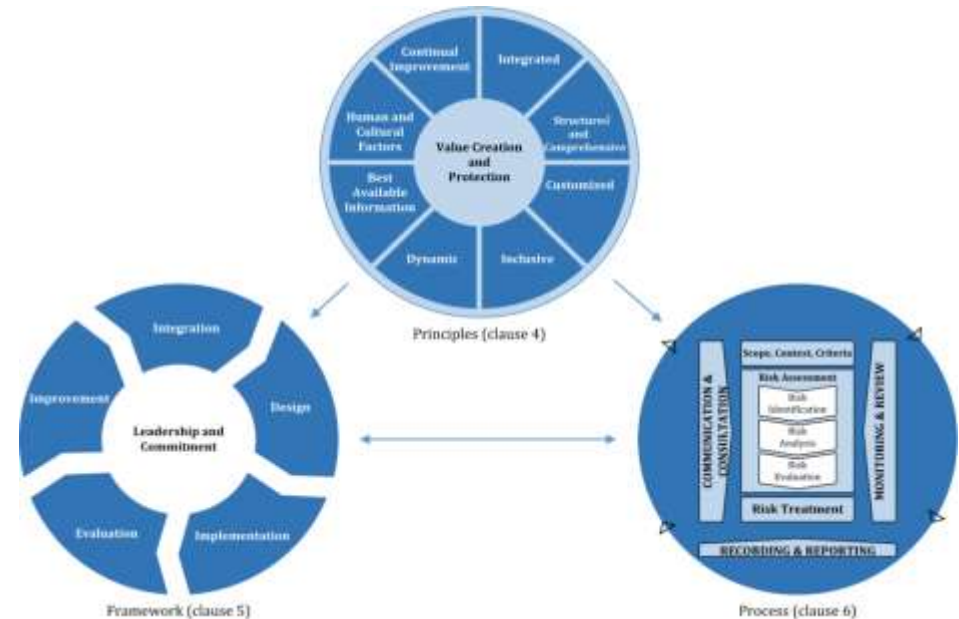 Continual
Improvement
Integrated
Human and
Cultural
Factors
Structured
and
Comprehensive
Value Creation
and
Protection
Best
Available
Information
Customized
Dynamic
Inclusive
Principles (clause 4)
Integration
Improvement
Design
Leadership and
Commitment
Evaluation
Implementation
Framework (clause 5)
Scope, Context, Criteria
Risk Assessment
Risk
Identification
Risk
Analysis
Risk
Evaluation
Risk Treatment
COMMUNICATION &
CONSULTATION
MONITORING & REVIEW
RECORDING & REPORTING
Process (clause 6)